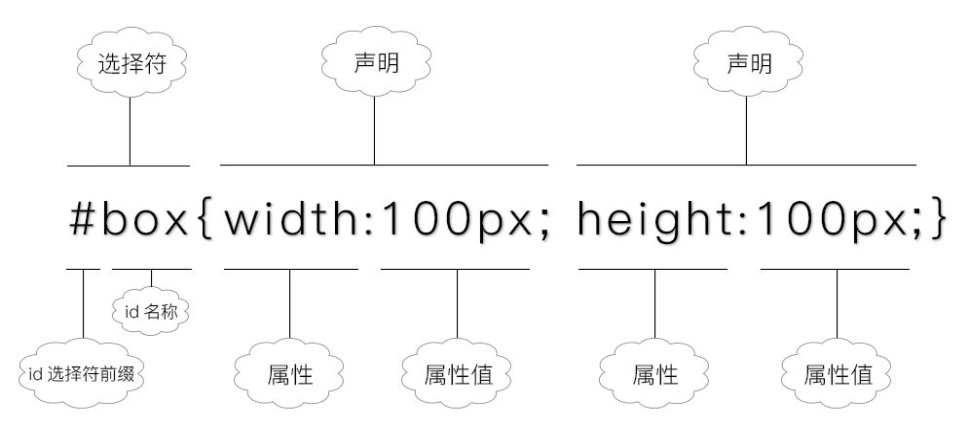 选择符
声明
声明
#box{width:100px; height:100px;}
id 名称
id 选择符前缀
属性
属性值
属性
属性值